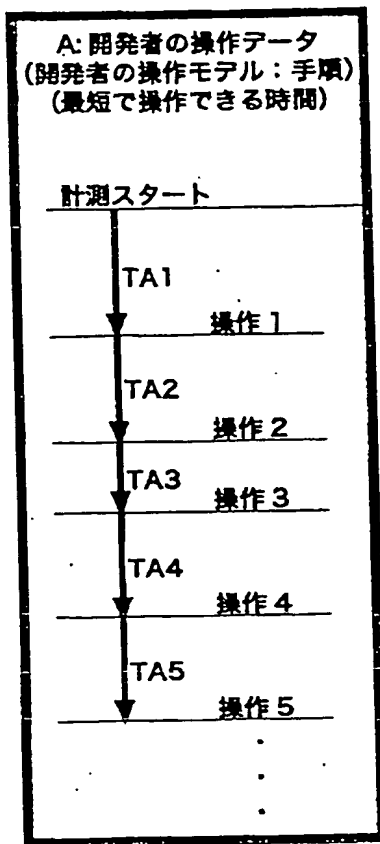 A: 開発者の操作データ
(開発者の操作モデル：手順)
(最短で操作できる時間)
計測スタート
TA1
操作 1
TA2
操作 2
TA3
操作 3
TA4
操作 4
TA5
操作 5